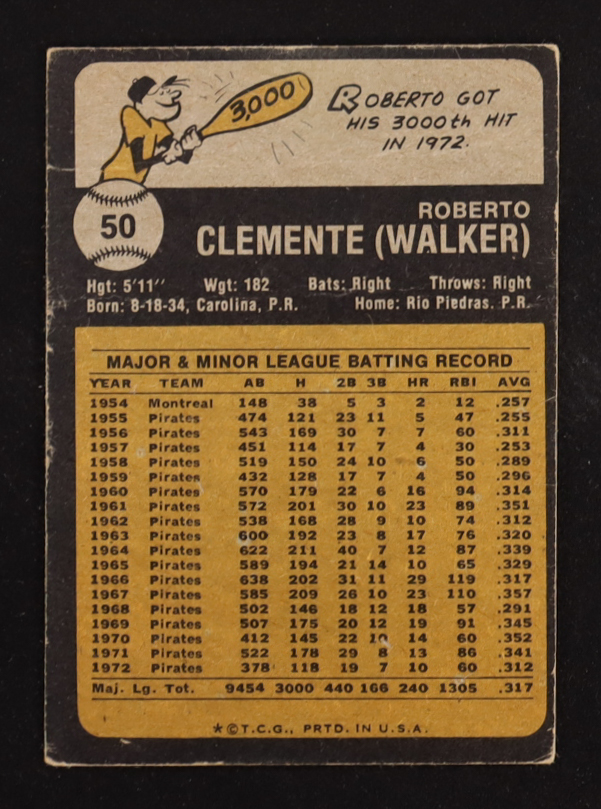 3,000
ROBERTO GOT
HIS 3000th HIT
IN 1972.
50
ROBERTO
CLEMENTE (WALKER)
Hgt: 5'11" Wgt: 182 Bats: Right Throws: Right
Born: 8-18-34, Carolina, P.R. Home: Rio Piedras, P.R.
MAJOR & MINOR LEAGUE BATTING RECORD
YEAR TEAM AB H 2B 3B HR RBI AVG
1954 Montreal 148 38 5 3 2 12 .257
1955 Pirates 474 121 23 11 5 47 .255
1956 Pirates 543 169 30 7 7 60 .311
1957 Pirates 451 114 17 7 4 30 .253
1958 Pirates 519 150 24 10 6 50 .289
1959 Pirates 432 128 17 7 4 50 .296
1960 Pirates 570 179 22 6 16 94 .314
1961 Pirates 572 201 30 10 23 89 .351
1962 Pirates 538 168 28 9 10 74 .312
1963 Pirates 600 192 23 8 17 76 .320
1964 Pirates 622 211 40 7 12 87 .339
1965 Pirates 589 194 21 14 10 65 .329
1966 Pirates 638 202 31 11 29 119 .317
1967 Pirates 585 209 26 10 23 110 .357
1968 Pirates 502 146 18 12 18 57 .291
1969 Pirates 507 175 20 12 19 91 .345
1970 Pirates 412 145 22 10 14 60 .352
1971 Pirates 522 178 29 8 13 86 .341
1972 Pirates 378 118 19 7 10 60 .312
Maj. Lg. Tot. 9454 3000 440 166 240 1305 .317
*©T.C.G., PRTD. IN U.S.A.